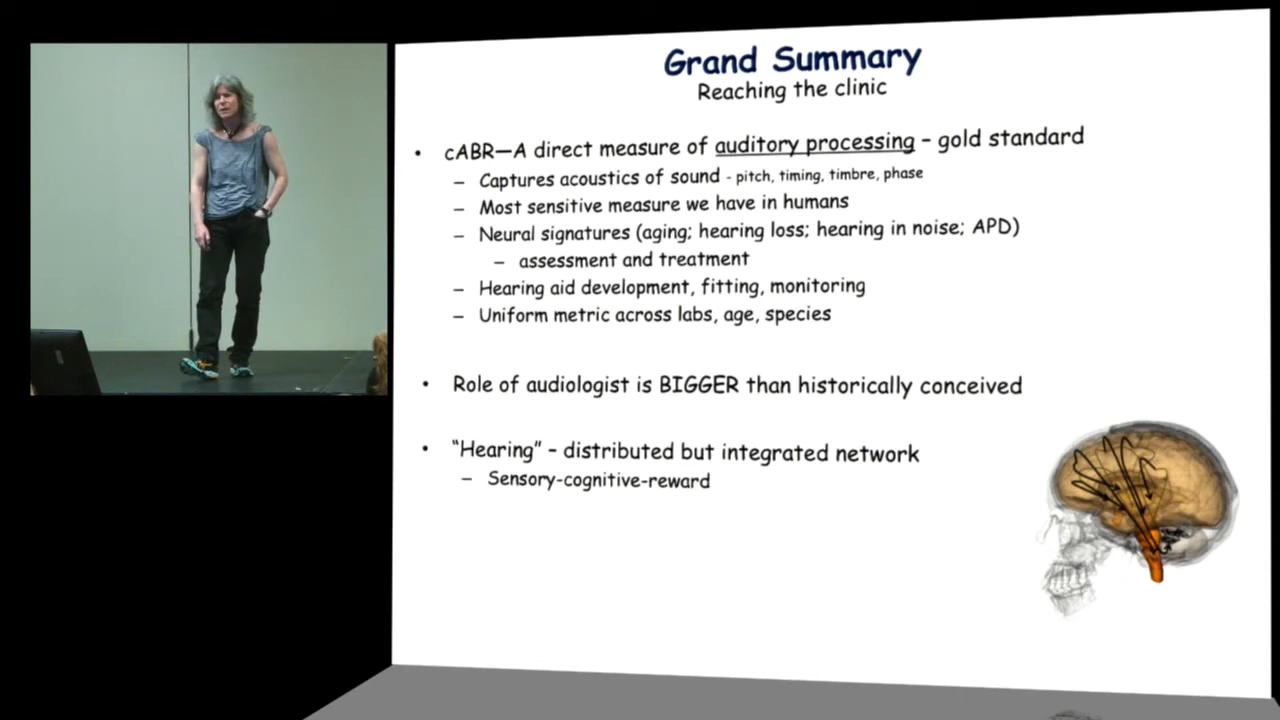 Grand Summary
Reaching the clinic
• cABR—A direct measure of auditory processing – gold standard
– Captures acoustics of sound - pitch, timing, timbre, phase
– Most sensitive measure we have in humans
– Neural signatures (aging; hearing loss; hearing in noise; APD)
– assessment and treatment
– Hearing aid development, fitting, monitoring
– Uniform metric across labs, age, species
• Role of audiologist is BIGGER than historically conceived
• “Hearing” – distributed but integrated network
– Sensory-cognitive-reward